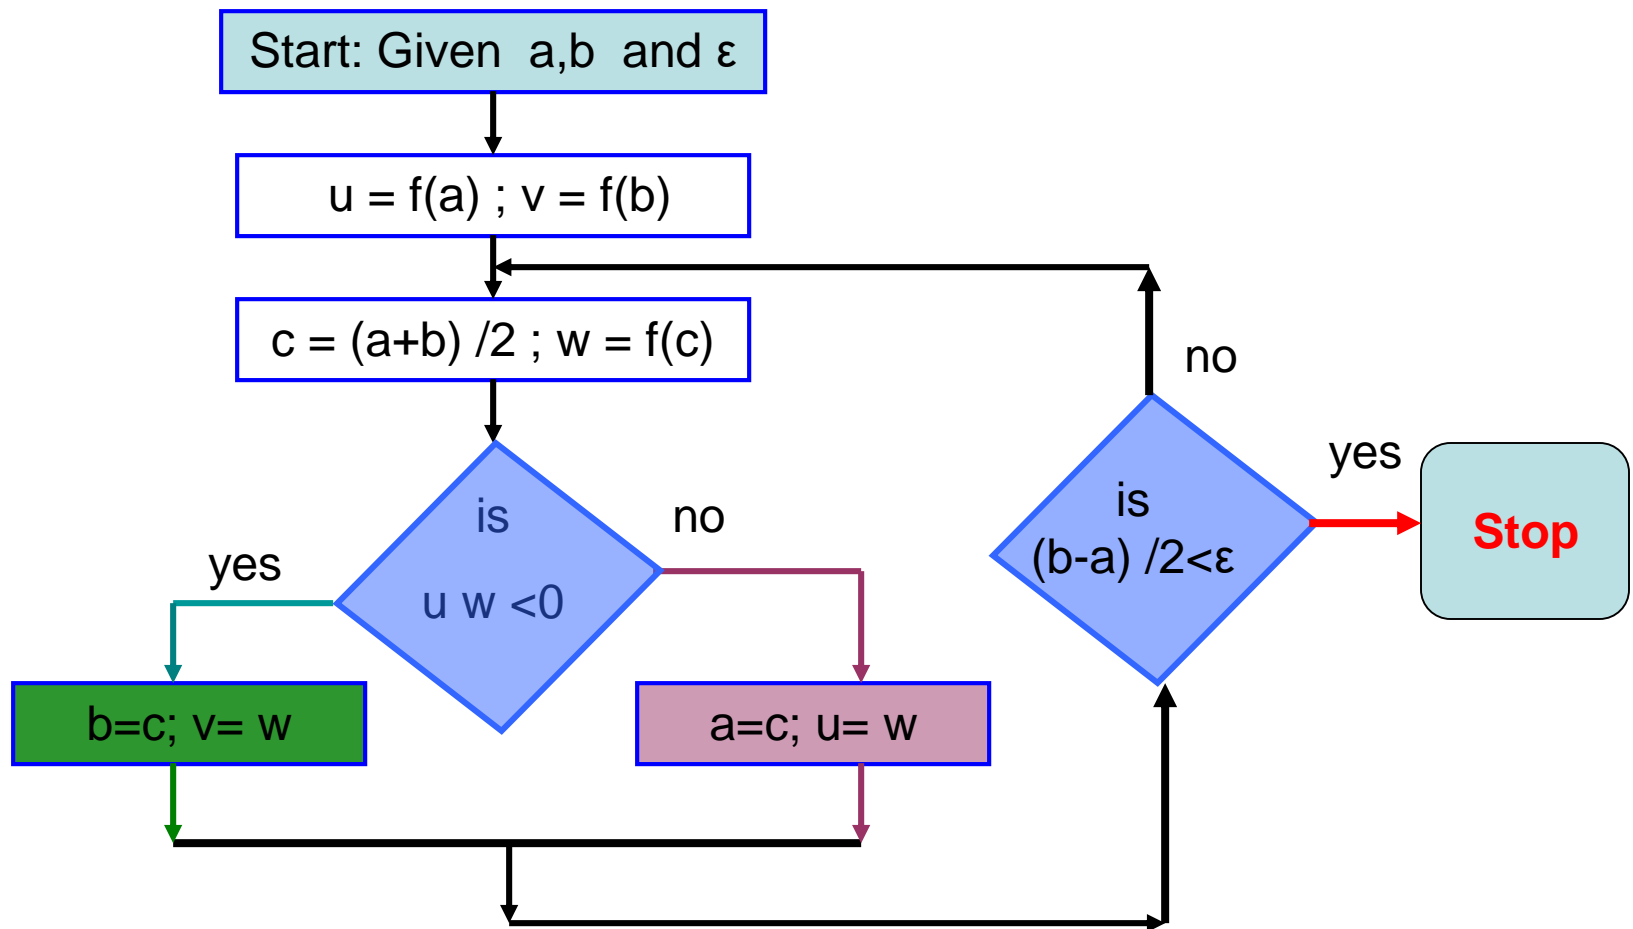 Start: Given a,b and ε
u = f(a) ; v = f(b)
c = (a+b) /2 ; w = f(c)
is
u w <0
yes
no
b=c; v= w
a=c; u= w
is
(b-a) /2<ε
no
yes
Stop